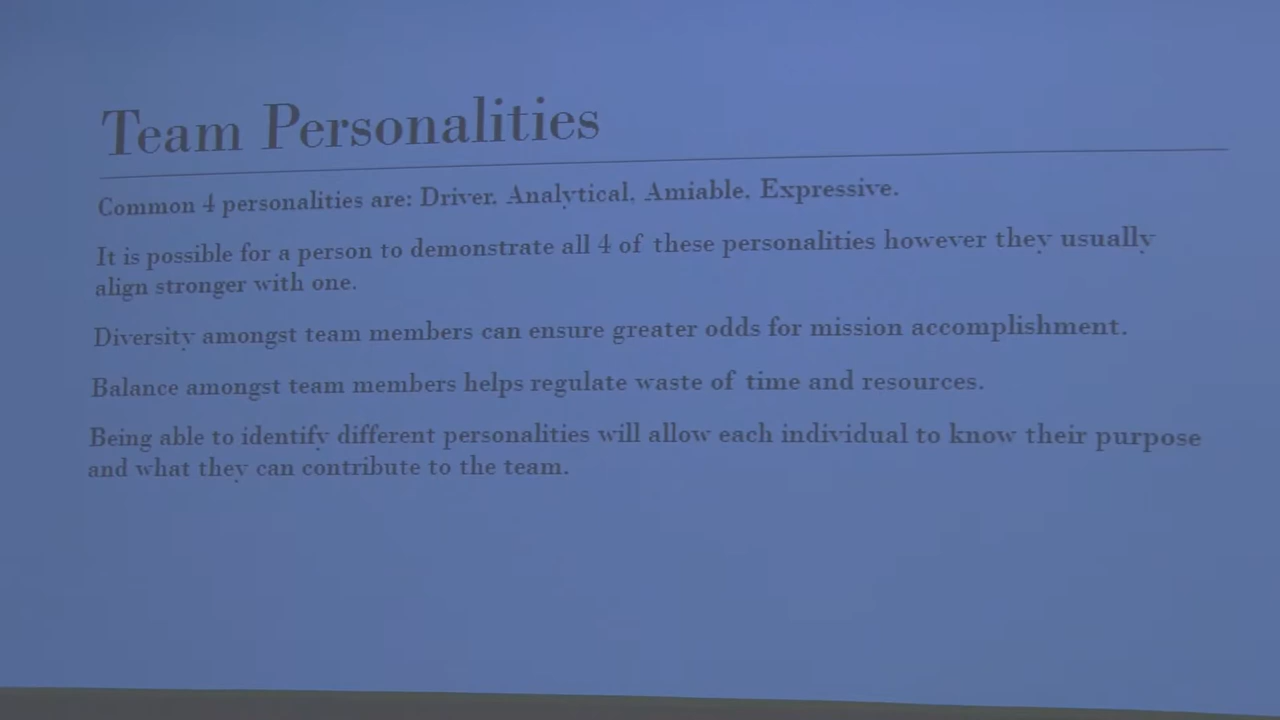 Team Personalities
Common 4 personalities are: Driver, Analytical, Amiable, Expressive.
It is possible for a person to demonstrate all 4 of these personalities however they usually
align stronger with one.
Diversity amongst team members can ensure greater odds for mission accomplishment.
Balance amongst team members helps regulate waste of time and resources.
Being able to identify different personalities will allow each individual to know their purpose
and what they can contribute to the team.